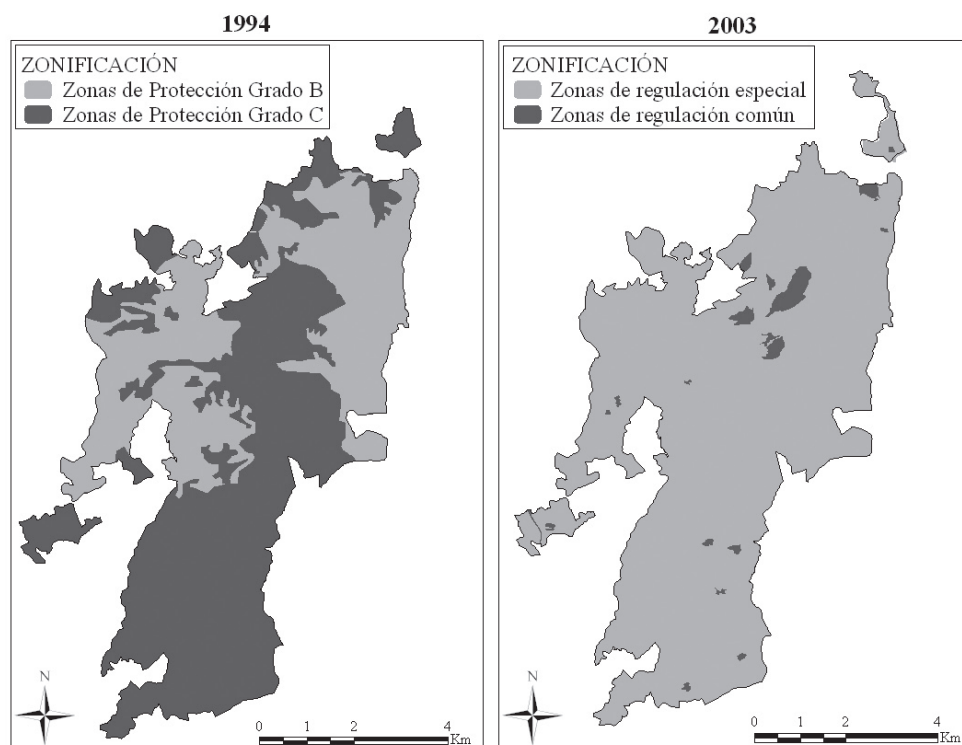 1994
ZONIFICACIÓN
Zonas de Protección Grado B
Zonas de Protección Grado C
N
0 1 2 4
Km
2003
ZONIFICACIÓN
Zonas de regulación especial
Zonas de regulación común
N
0 1 2 4
Km